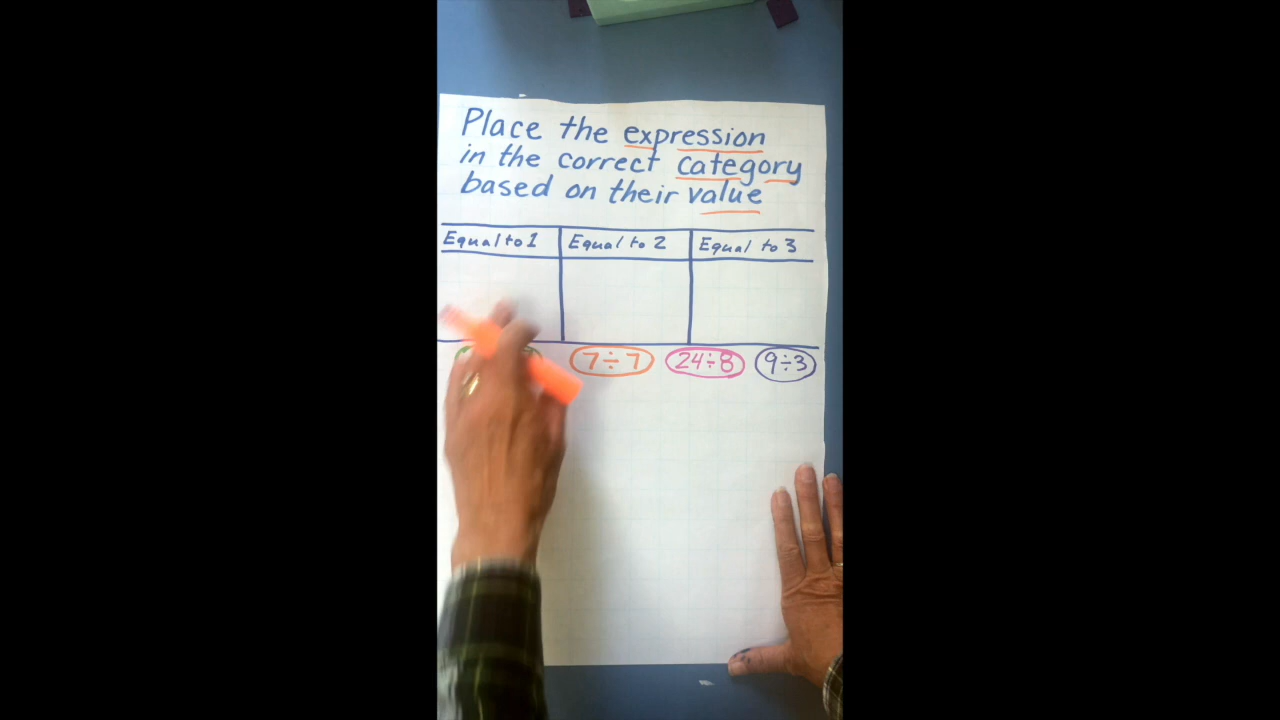 Place the expression
in the correct category
based on their value
Equal to 1 Equal to 2 Equal to 3
7÷7 24÷8 9÷3